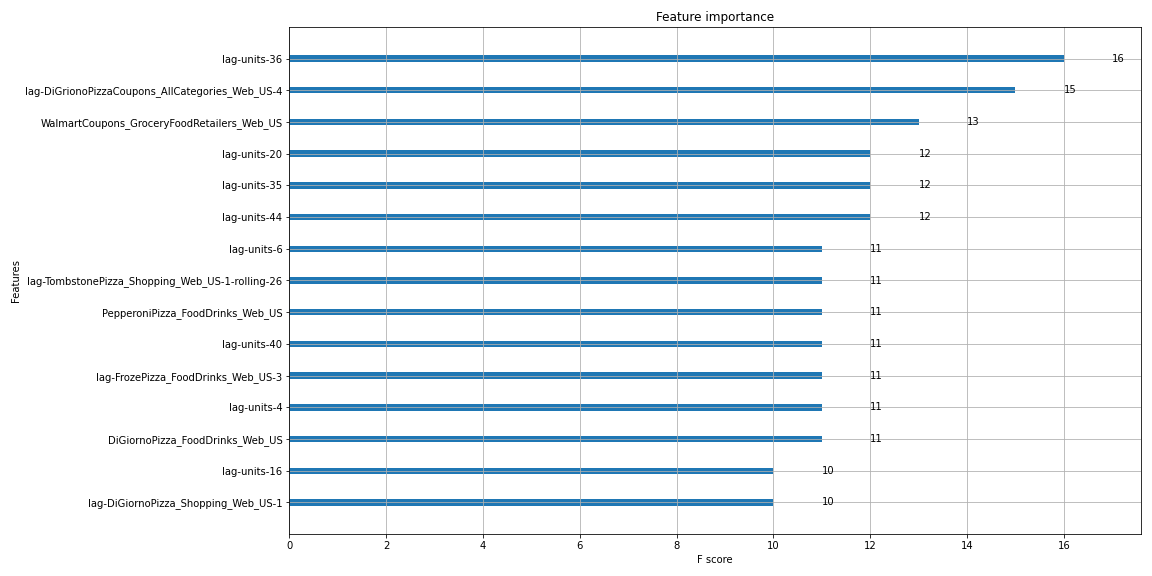 Feature importance
lag-units-36
16
lag-DiGrionoPizzaCoupons_AllCategories_Web_US-4
15
WalmartCoupons_GroceryFoodRetailers_Web_US
13
lag-units-20
12
lag-units-35
12
lag-units-44
12
lag-units-6
11
lag-TombstonePizza_Shopping_Web_US-1-rolling-26
11
PepperoniPizza_FoodDrinks_Web_US
11
lag-units-40
11
lag-FrozePizza_FoodDrinks_Web_US-3
11
lag-units-4
11
DiGiornoPizza_FoodDrinks_Web_US
11
lag-units-16
10
lag-DiGiornoPizza_Shopping_Web_US-1
10
Features
0 2 4 6 8 10 12 14 16
F score